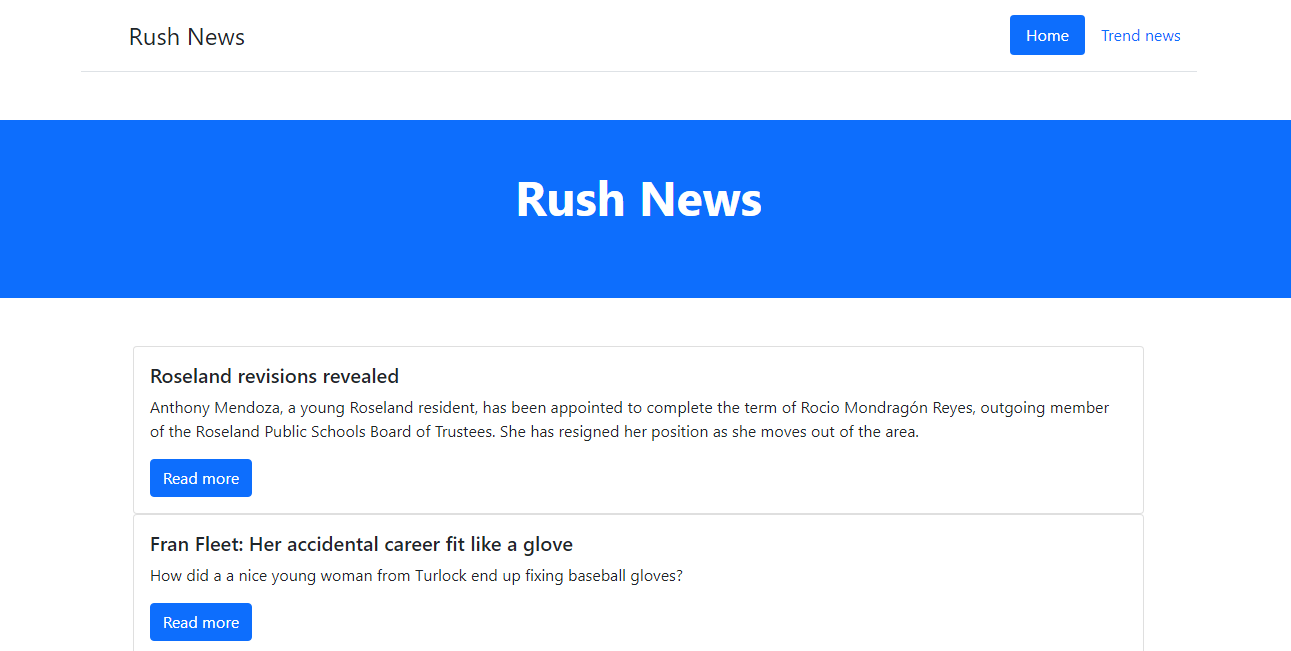 Rush News
Home
Trend news
Rush News
Roseland revisions revealed
Anthony Mendoza, a young Roseland resident, has been appointed to complete the term of Rocio Mondragón Reyes, outgoing member
of the Roseland Public Schools Board of Trustees. She has resigned her position as she moves out of the area.
Read more
Fran Fleet: Her accidental career fit like a glove
How did a a nice young woman from Turlock end up fixing baseball gloves?
Read more